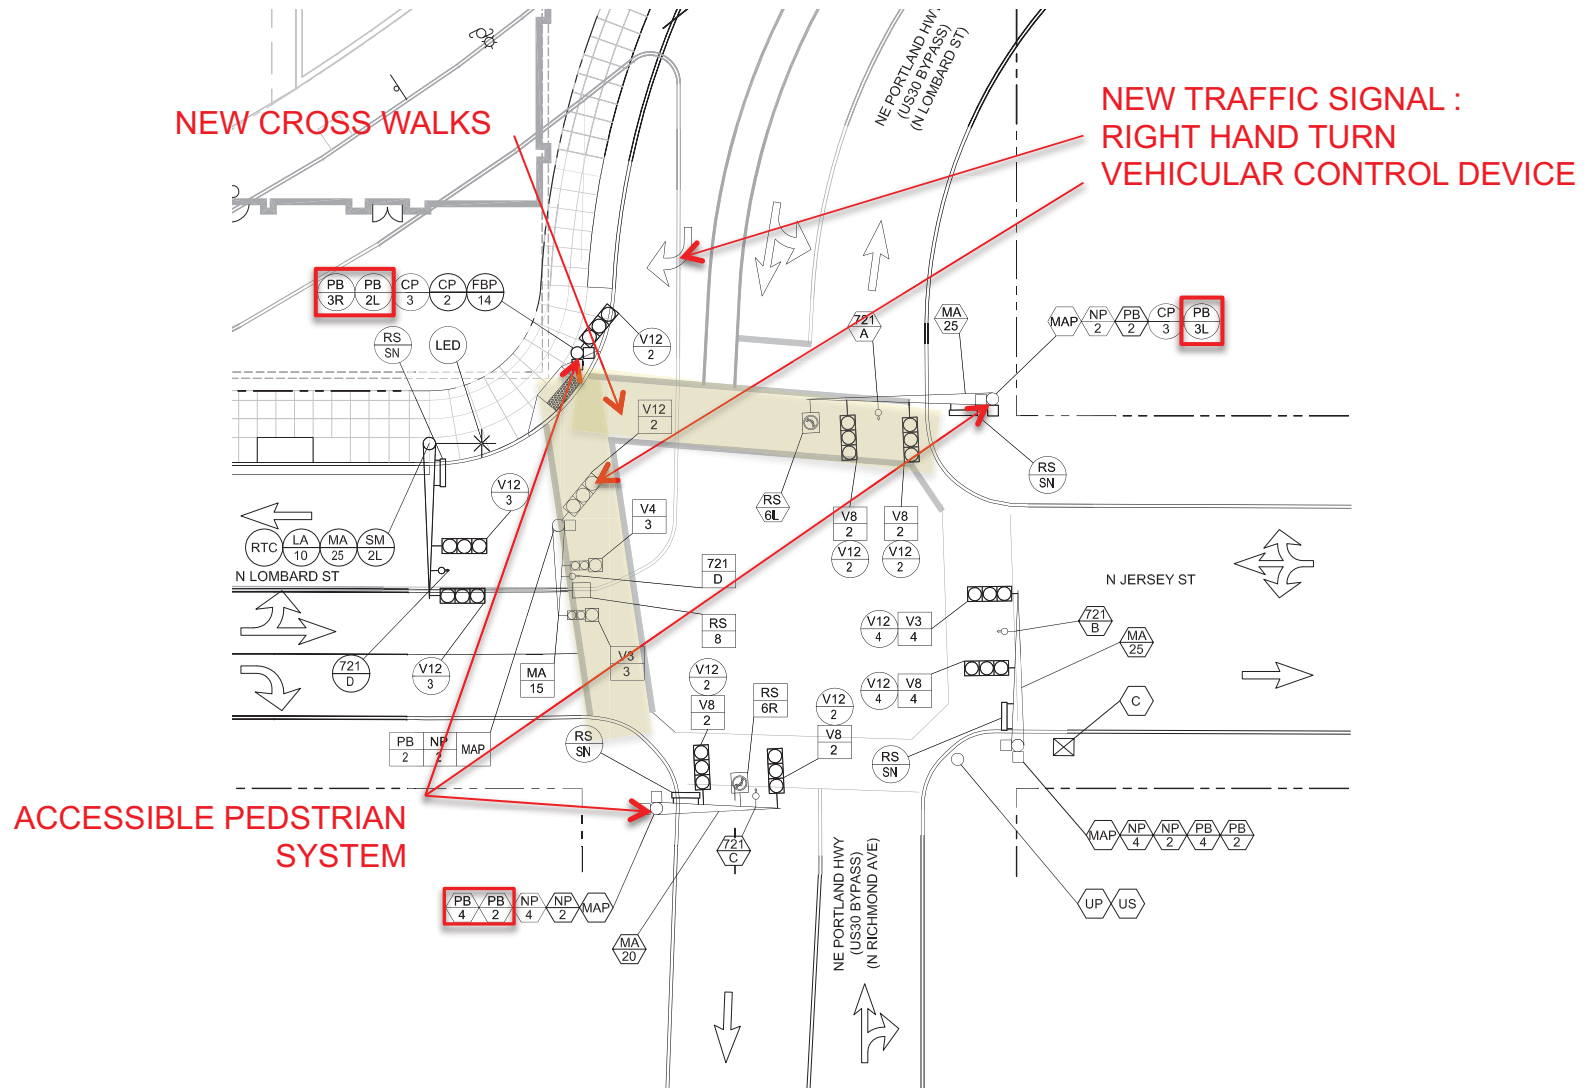 NE PORTLAND HWY
(US30 BYPASS)
(N LOMBARD ST)
NEW CROSS WALKS
NEW TRAFFIC SIGNAL :
RIGHT HAND TURN
VEHICULAR CONTROL DEVICE
PB 3R
PB 2L
CP 3
CP 2
FBP 14
RS SN
LED
V12 2
721 A
MA 25
MAP
NP 2
PB 2
CP 3
PB 3L
V12 2
RS SN
V12 3
V4 3
RS 6L
V8 2
V8 2
V12 2
V12 2
RTC
LA 10
MA 25
SM 2L
N LOMBARD ST
721 D
N JERSEY ST
RS 8
V12 4
V3 4
721 B
MA 25
721 D
V12 3
MA 15
V3 3
V12 2
V8 2
RS 6R
V12 2
V8 2
V12 4
V8 4
C
PB 2
NP 2
MAP
RS SN
RS SN
ACCESSIBLE PEDSTRIAN
SYSTEM
721 C
MAP
NP 4
NP 2
PB 4
PB 2
PB 4
PB 2
NP 4
NP 2
MAP
UP
US
MA 20
NE PORTLAND HWY
(US30 BYPASS)
(N RICHMOND AVE)